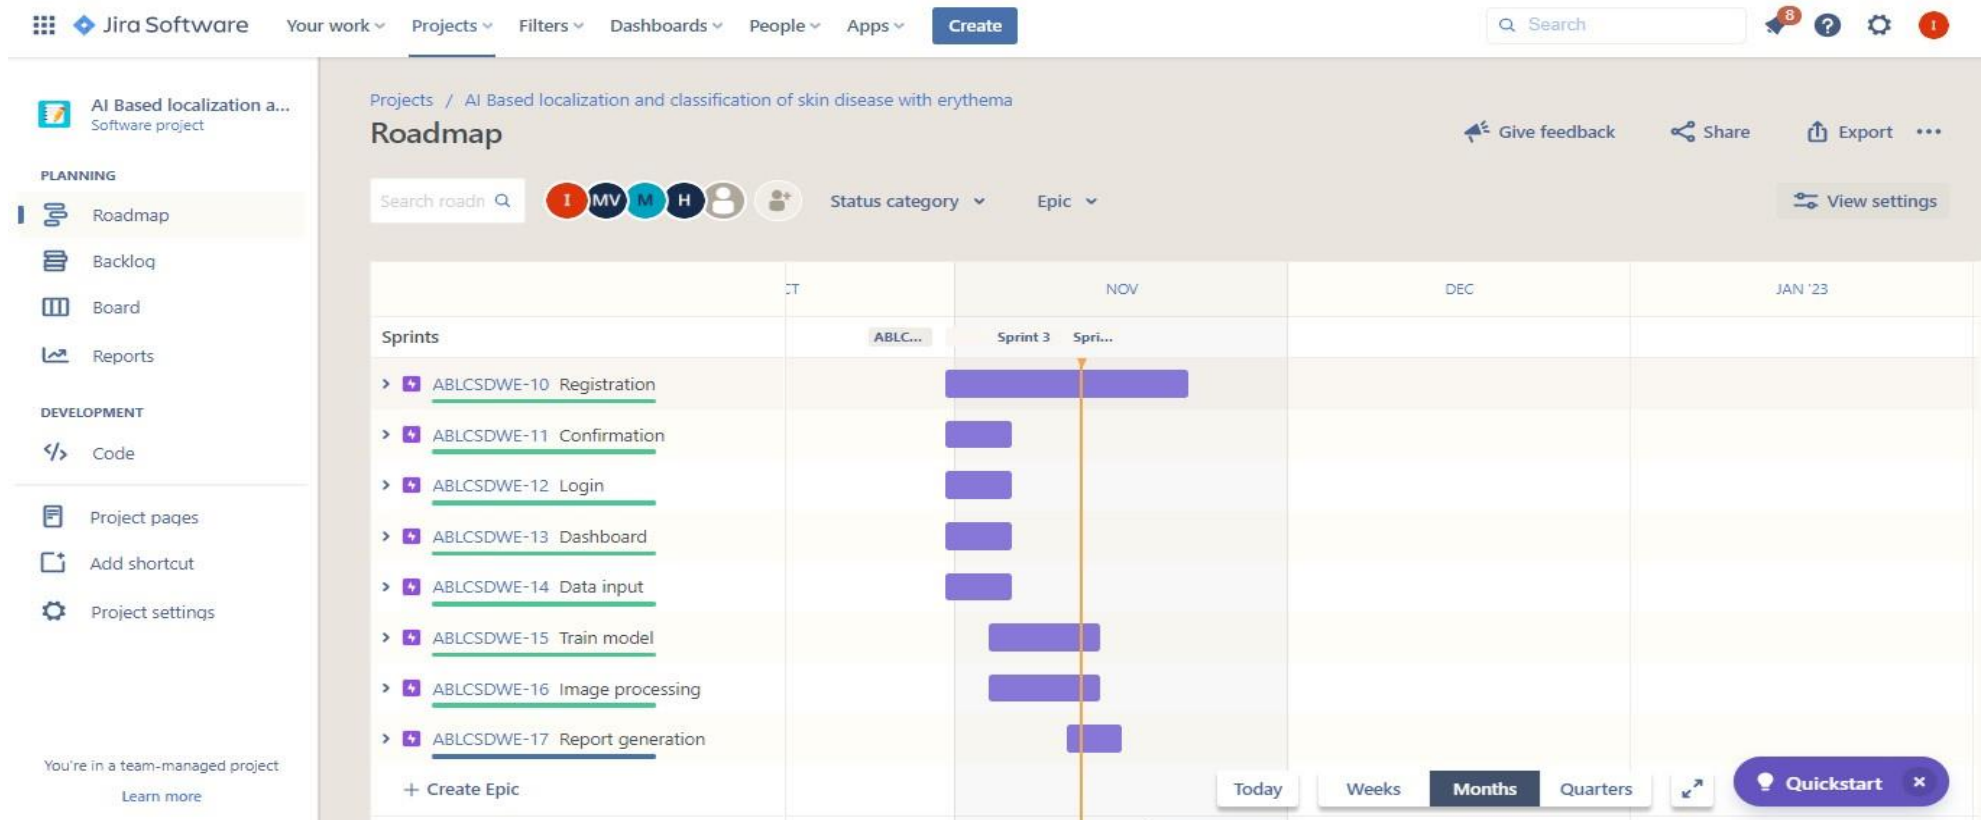 Jira Software Your work Projects Filters Dashboards People Apps Create Search 8 ? I
AI Based localization a...
Software project
PLANNING
Roadmap
Backlog
Board
Reports
DEVELOPMENT
Code
Project pages
Add shortcut
Project settings
You're in a team-managed project
Learn more
Projects / AI Based localization and classification of skin disease with erythema
Roadmap
Give feedback Share Export
Search roadn I MV M H Status category Epic View settings
CT NOV DEC JAN '23
Sprints ABLC... Sprint 3 Spri...
ABLCSDWE-10 Registration
ABLCSDWE-11 Confirmation
ABLCSDWE-12 Login
ABLCSDWE-13 Dashboard
ABLCSDWE-14 Data input
ABLCSDWE-15 Train model
ABLCSDWE-16 Image processing
ABLCSDWE-17 Report generation
+ Create Epic
Today Weeks Months Quarters Quickstart ×